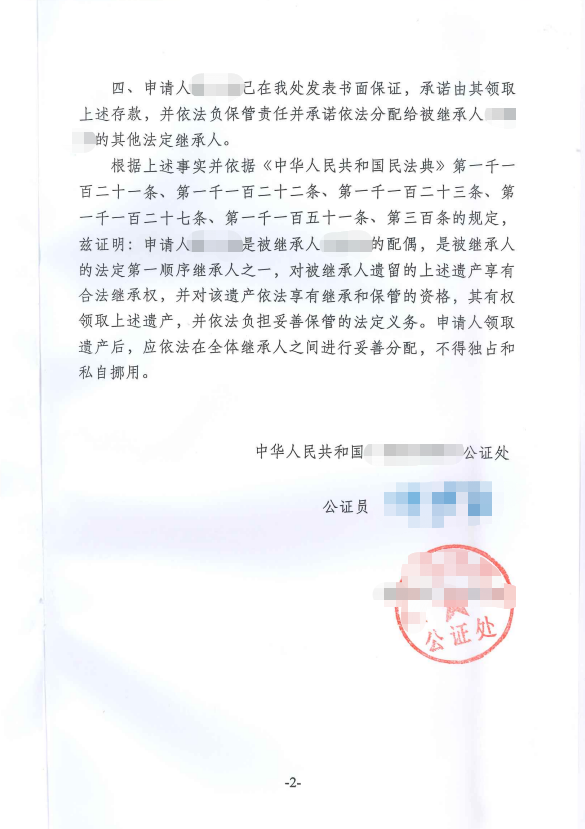 四、申请人己在我处发表书面保证，承诺由其领取
上述存款，并依法负保管责任并承诺依法分配给被继承人
的其他法定继承人。
根据上述事实并依据《中华人民共和国民法典》第一千一
百二十一条、第一千一百二十二条、第一千一百二十三条、第
一千一百二十七条、第一千一百五十一条、第三百条的规定，
兹证明：申请人是被继承人的配偶，是被继承人
的法定第一顺序继承人之一，对被继承人遗留的上述遗产享有
合法继承权，并对该遗产依法享有继承和保管的资格，其有权
领取上述遗产，并依法负担妥善保管的法定义务。申请人领取
遗产后，应依法在全体继承人之间进行妥善分配，不得独占和
私自挪用。
中华人民共和国公证处
公证员
公证处
-2-